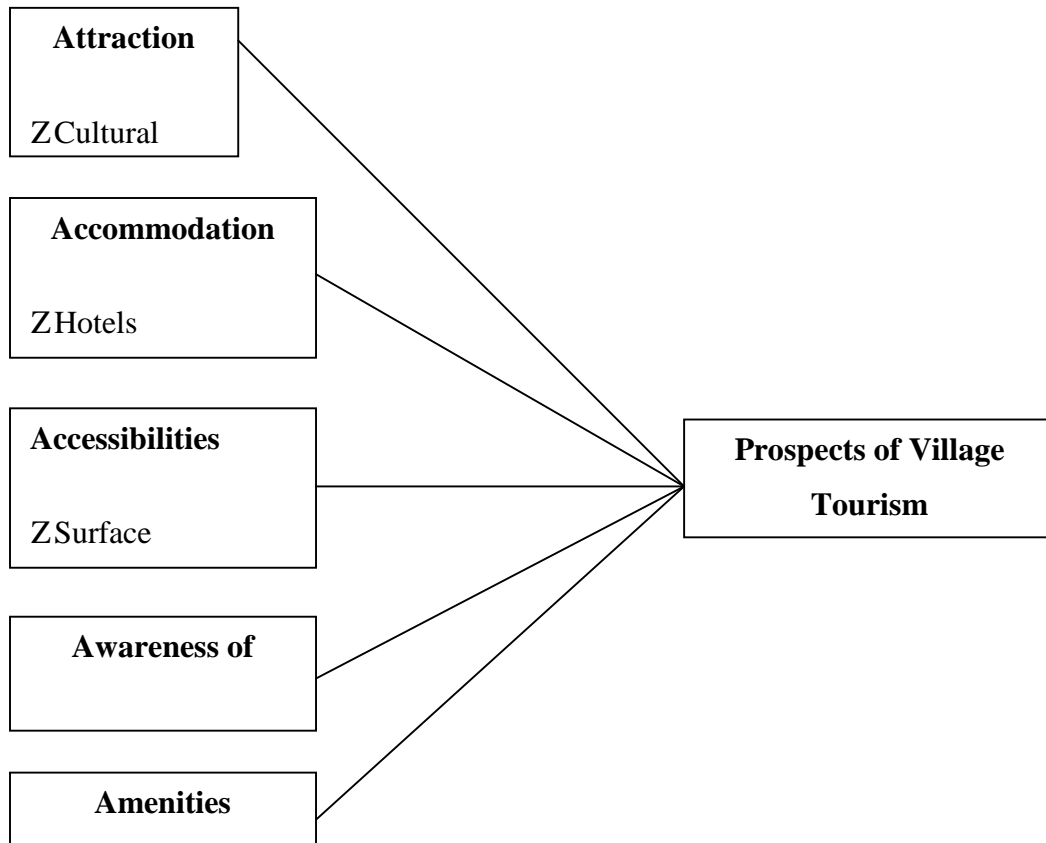 Attraction
ZCultural
Accommodation
ZHotels
Accessibilities
ZSurface
Awareness of
Amenities
Prospects of Village
Tourism